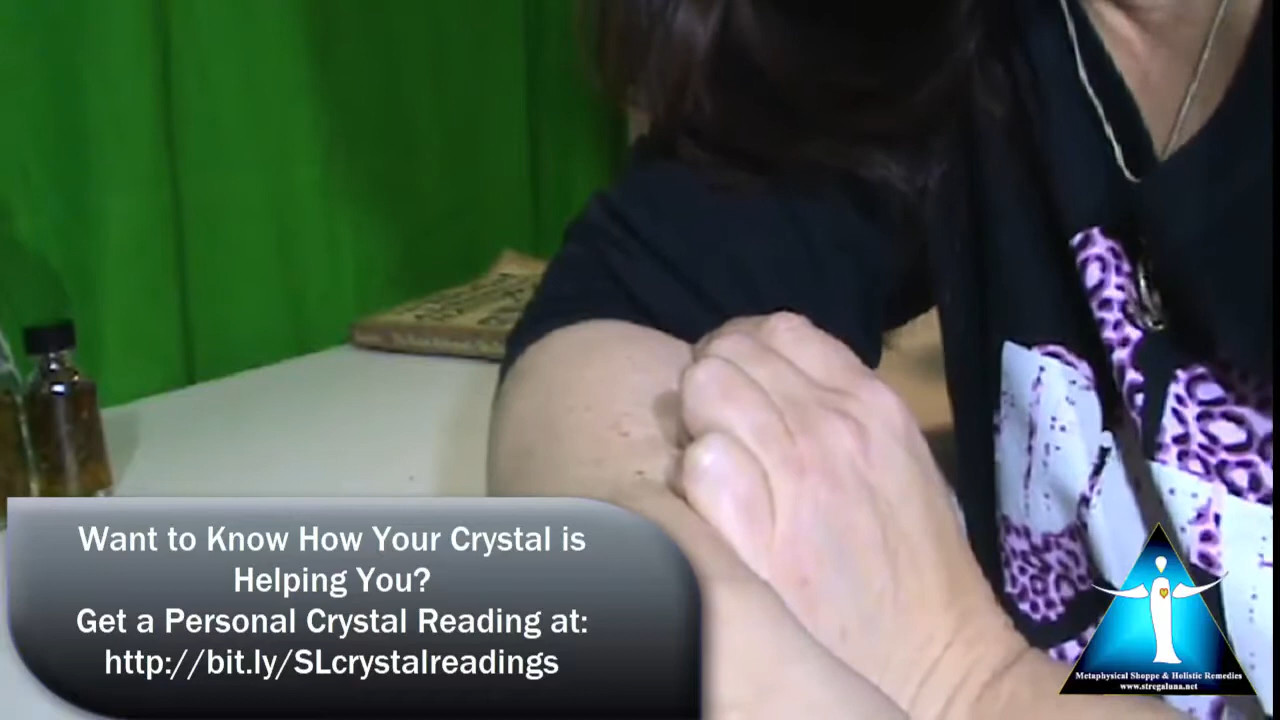 Want to Know How Your Crystal is
Helping You?
Get a Personal Crystal Reading at:
http://bit.ly/SLcrystalreadings
Metaphysical Shoppe & Holistic Remedies
www.stregaluna.net